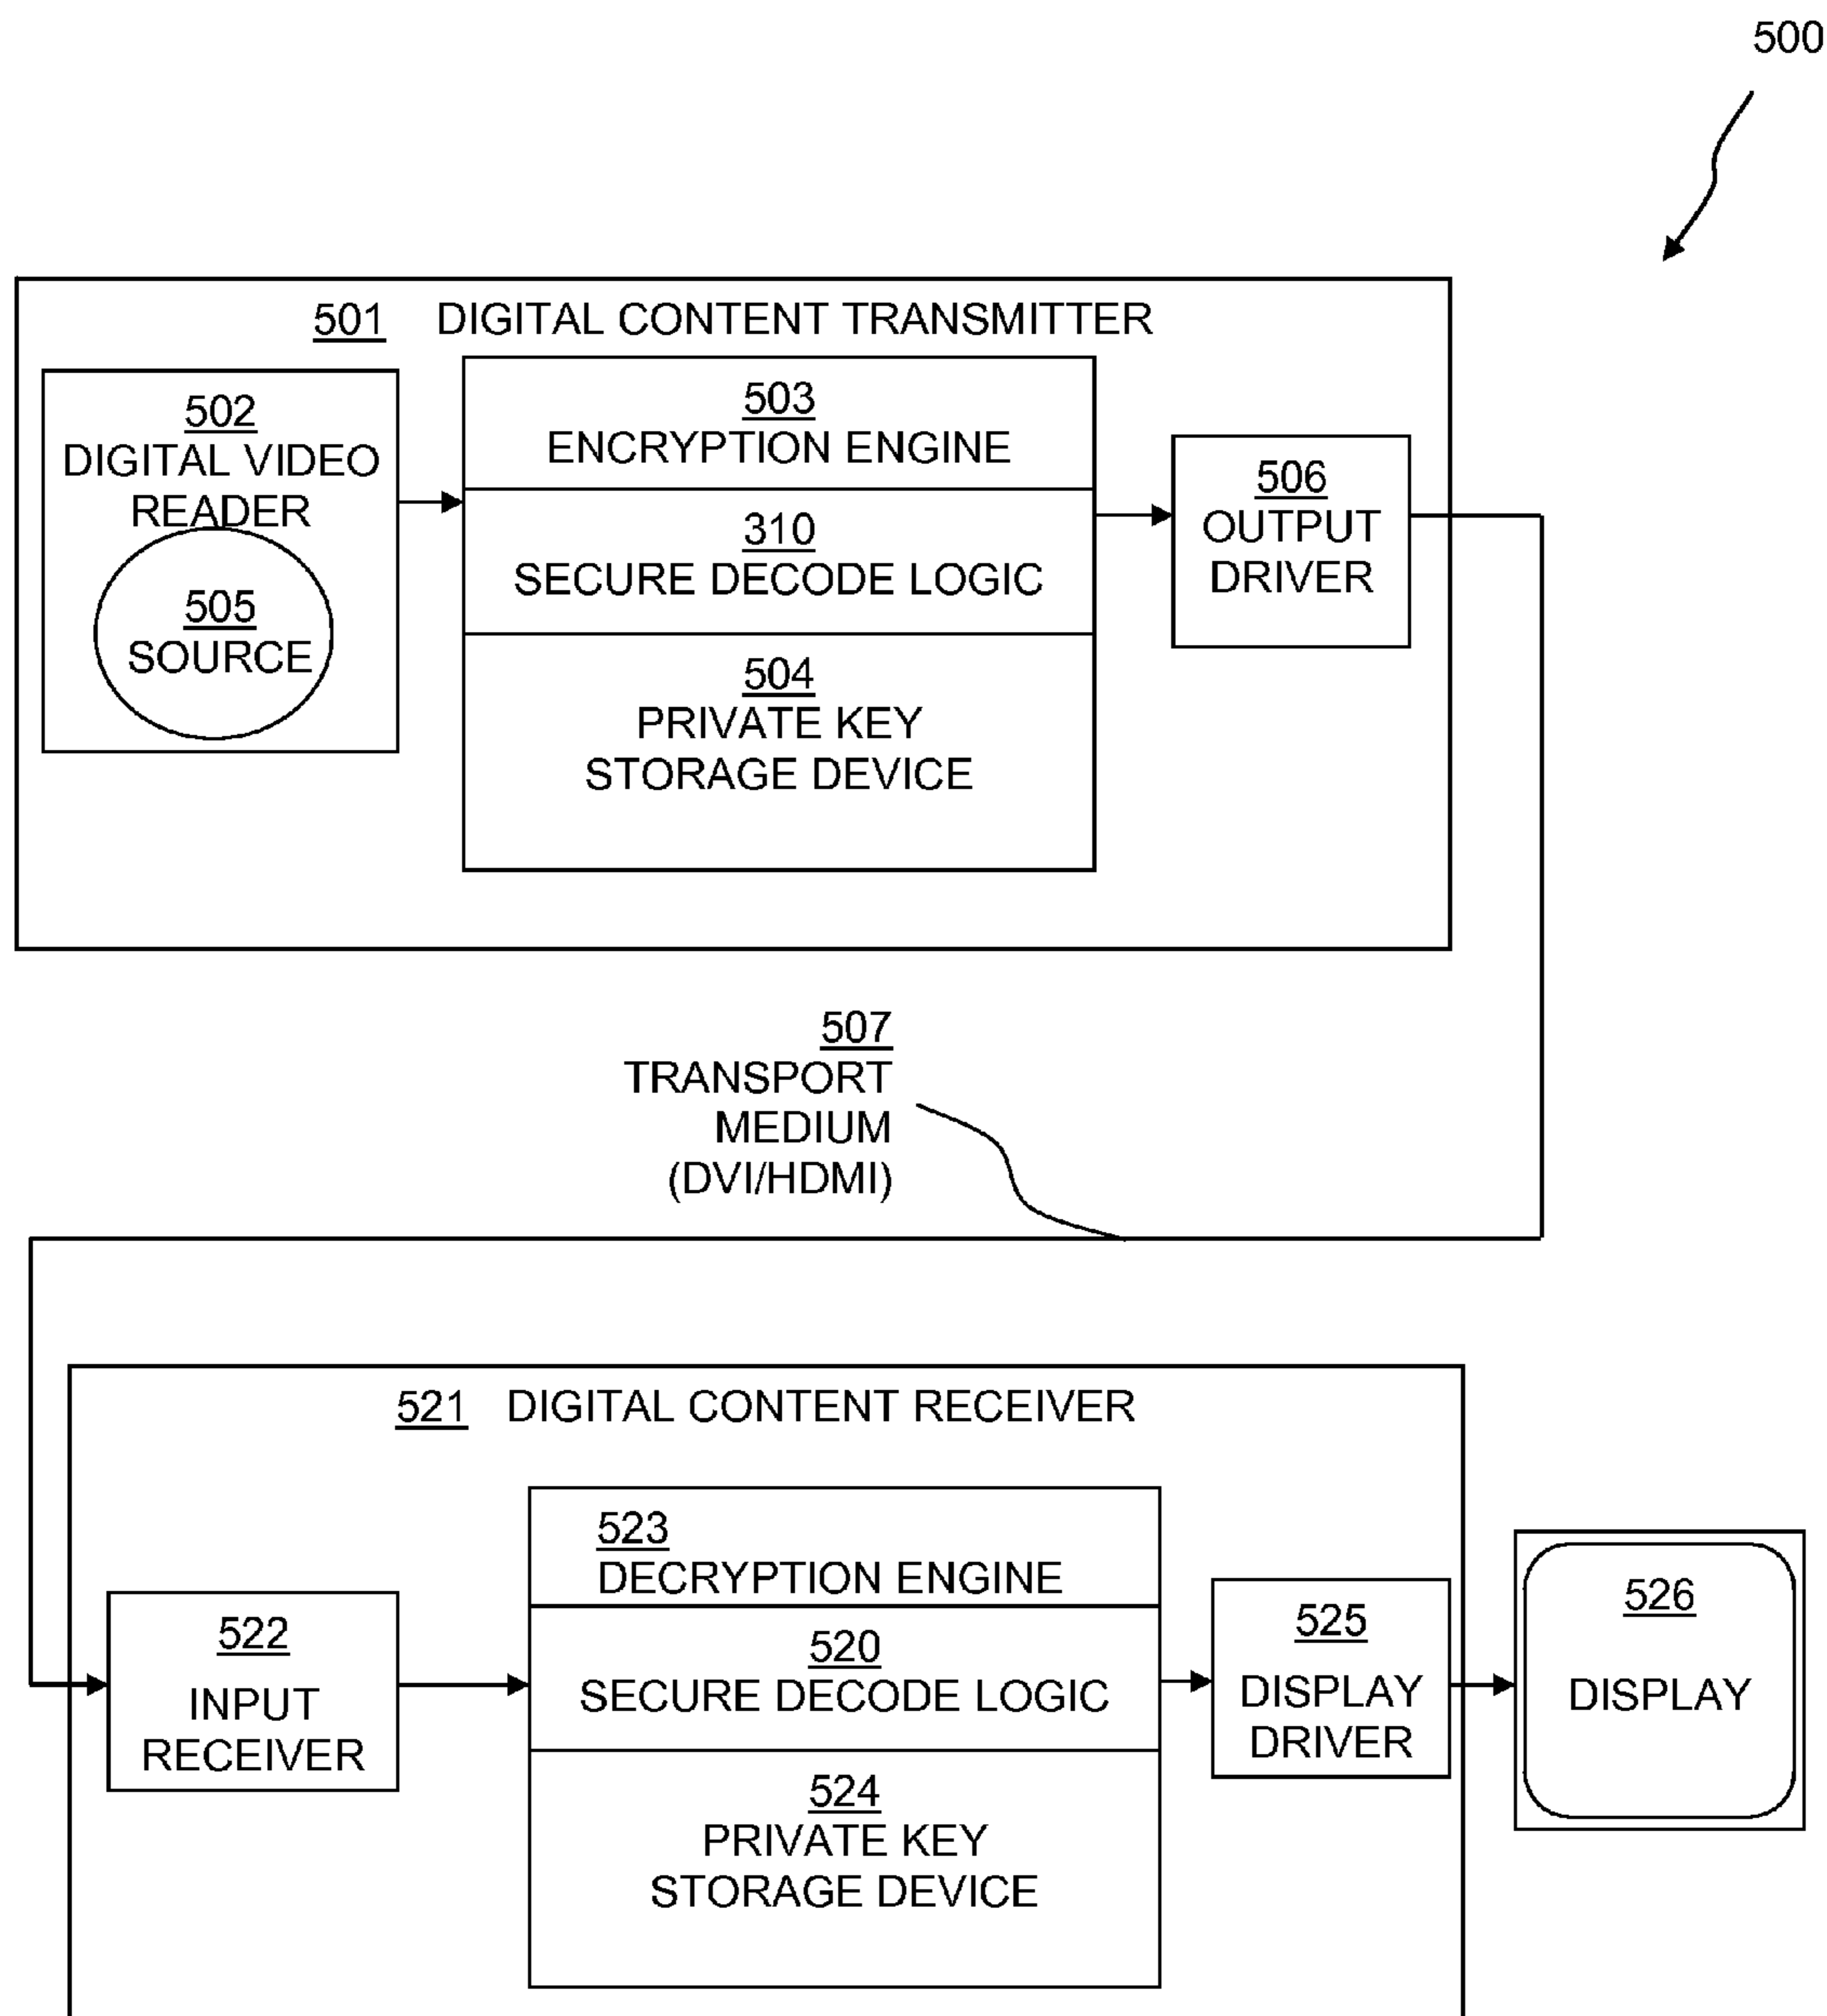 500
501 DIGITAL CONTENT TRANSMITTER
502
DIGITAL VIDEO
READER
505
SOURCE
503
ENCRYPTION ENGINE
310
SECURE DECODE LOGIC
504
PRIVATE KEY
STORAGE DEVICE
506
OUTPUT
DRIVER
507
TRANSPORT
MEDIUM
(DVI/HDMI)
521 DIGITAL CONTENT RECEIVER
522
INPUT
RECEIVER
523
DECRYPTION ENGINE
520
SECURE DECODE LOGIC
524
PRIVATE KEY
STORAGE DEVICE
525
DISPLAY
DRIVER
526
DISPLAY